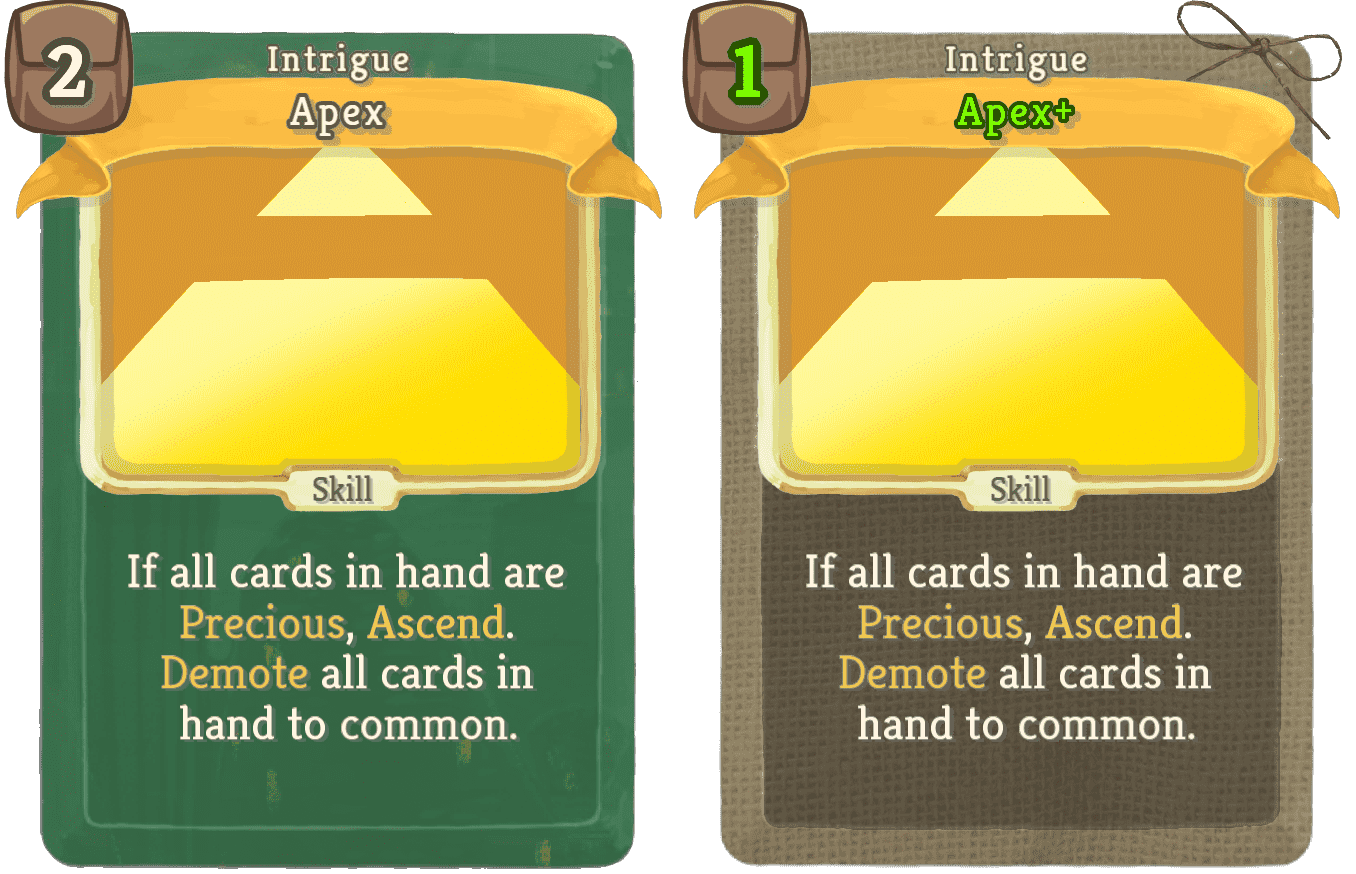 2
Intrigue
Apex
Skill
If all cards in hand are
Precious, Ascend.
Demote all cards in
hand to common.
1
Intrigue
Apex+
Skill
If all cards in hand are
Precious, Ascend.
Demote all cards in
hand to common.